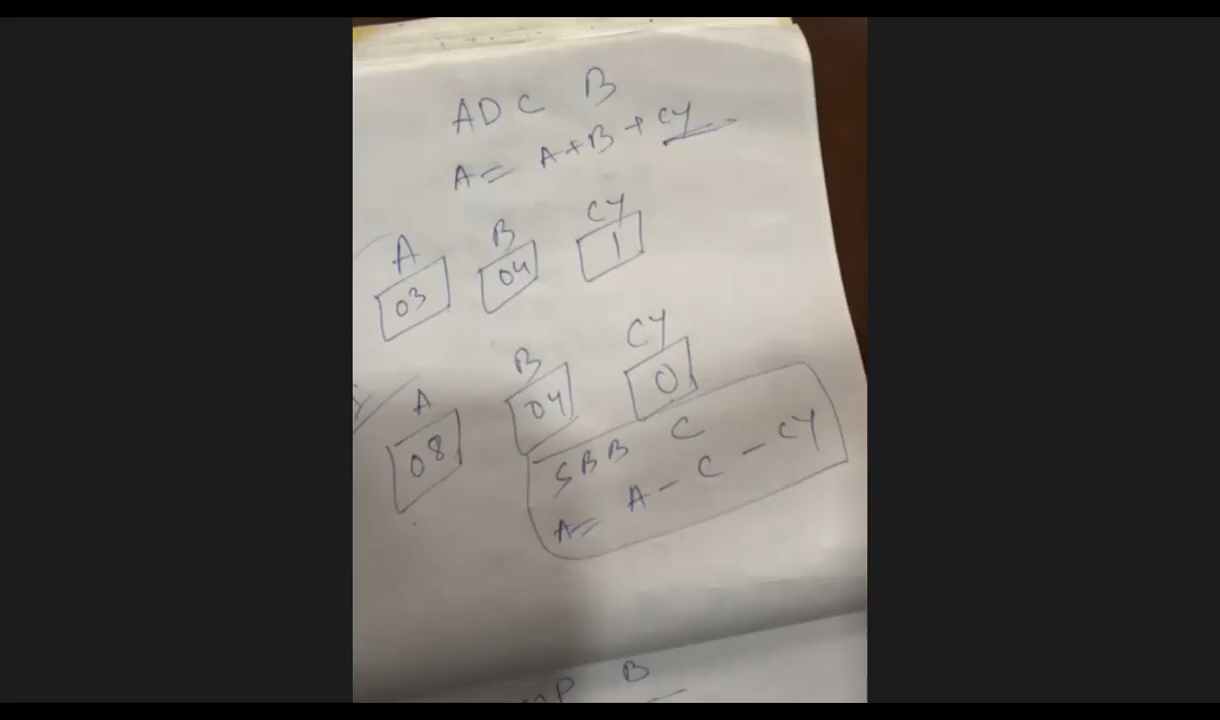 ADC B
A = A + B + CY
A B CY
03 04 1
A B CY
08 04 0
SBB C
A = A - C - CY
B